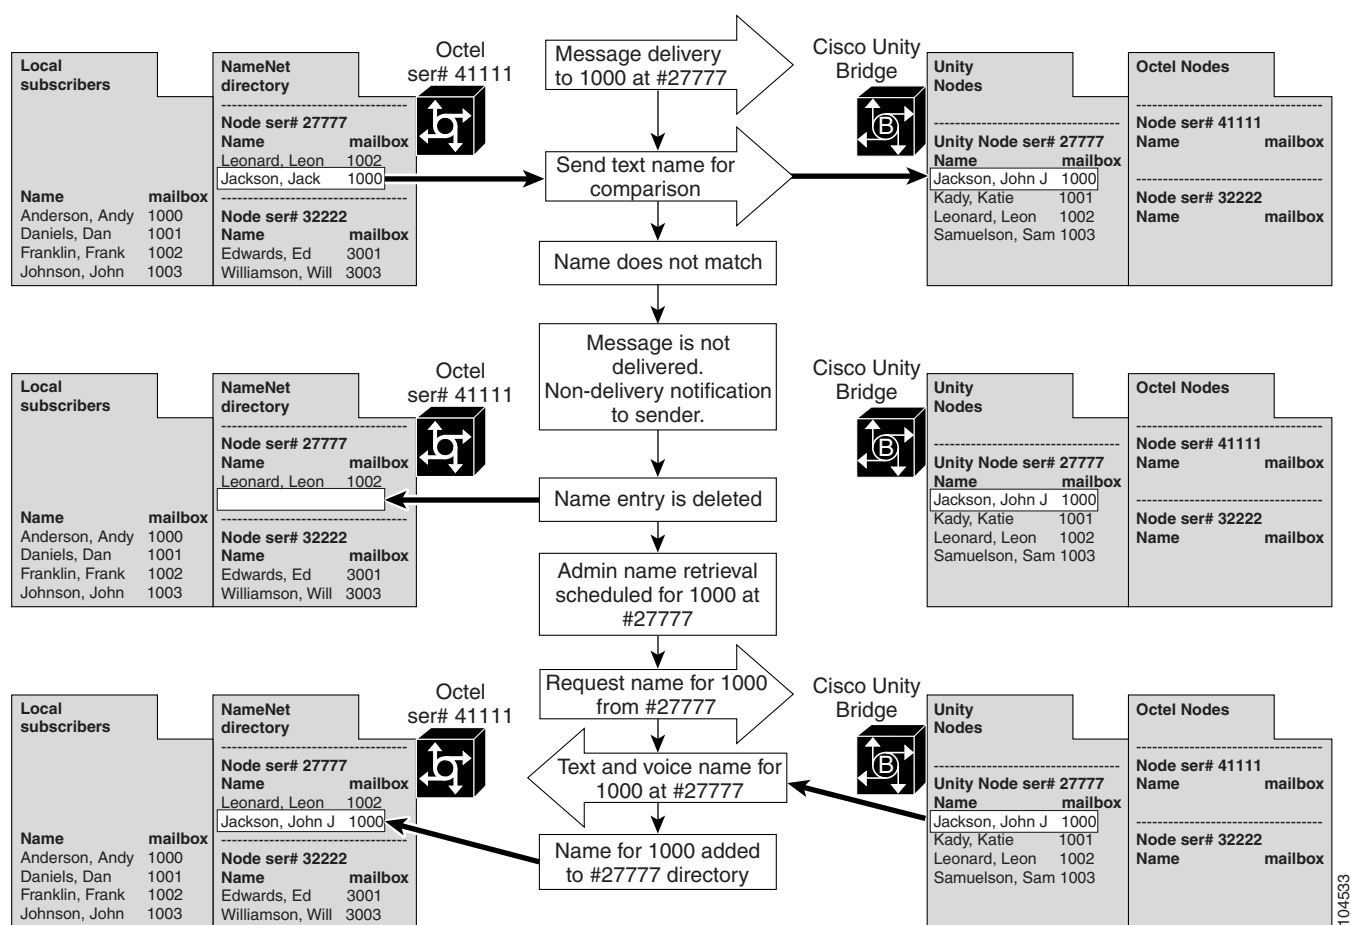 Local
subscribers
Name mailbox
Anderson, Andy 1000
Daniels, Dan 1001
Franklin, Frank 1002
Johnson, John 1003
NameNet
directory
Node ser# 27777
Name mailbox
Leonard, Leon 1002
Jackson, Jack 1000
Node ser# 32222
Name mailbox
Edwards, Ed 3001
Williamson, Will 3003
Octel
ser# 41111
Message delivery
to 1000 at #27777
Send text name for
comparison
Name does not match
Message is not
delivered.
Non-delivery notification
to sender.
Cisco Unity
Bridge
B
Unity
Nodes
Unity Node ser# 27777
Name mailbox
Jackson, John J 1000
Kady, Katie 1001
Leonard, Leon 1002
Samuelson, Sam 1003
Octel Nodes
Node ser# 41111
Name mailbox
Node ser# 32222
Name mailbox
Local
subscribers
Name mailbox
Anderson, Andy 1000
Daniels, Dan 1001
Franklin, Frank 1002
Johnson, John 1003
NameNet
directory
Node ser# 27777
Name mailbox
Leonard, Leon 1002
Node ser# 32222
Name mailbox
Edwards, Ed 3001
Williamson, Will 3003
Octel
ser# 41111
Name entry is deleted
Admin name retrieval
scheduled for 1000 at
#27777
Cisco Unity
Bridge
B
Unity
Nodes
Unity Node ser# 27777
Name mailbox
Jackson, John J 1000
Kady, Katie 1001
Leonard, Leon 1002
Samuelson, Sam 1003
Octel Nodes
Node ser# 41111
Name mailbox
Node ser# 32222
Name mailbox
Local
subscribers
Name mailbox
Anderson, Andy 1000
Daniels, Dan 1001
Franklin, Frank 1002
Johnson, John 1003
NameNet
directory
Node ser# 27777
Name mailbox
Leonard, Leon 1002
Jackson, John J 1000
Node ser# 32222
Name mailbox
Edwards, Ed 3001
Williamson, Will 3003
Octel
ser# 41111
Request name for 1000
from #27777
Text and voice name for
1000 at #27777
Name for 1000 added
to #27777 directory
Cisco Unity
Bridge
B
Unity
Nodes
Unity Node ser# 27777
Name mailbox
Jackson, John J 1000
Kady, Katie 1001
Leonard, Leon 1002
Samuelson, Sam 1003
Octel Nodes
Node ser# 41111
Name mailbox
Node ser# 32222
Name mailbox
104533